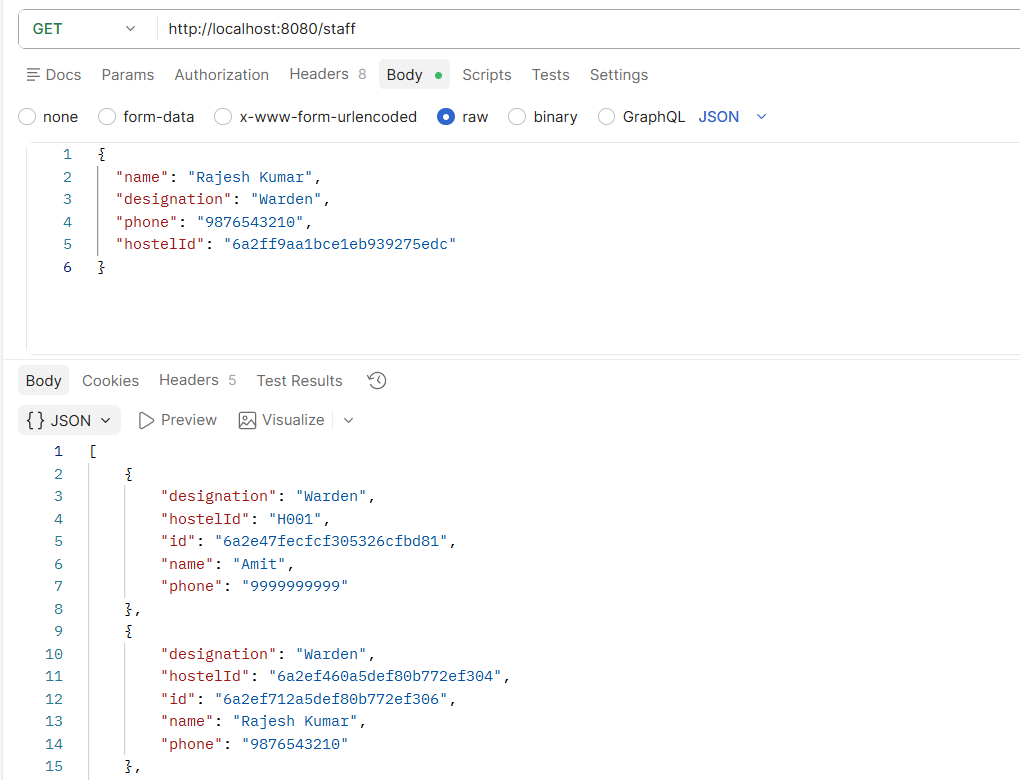 GET http://localhost:8080/staff
Docs Params Authorization Headers 8 Body Scripts Tests Settings
none form-data x-www-form-urlencoded raw binary GraphQL JSON
1 {
2 "name": "Rajesh Kumar",
3 "designation": "Warden",
4 "phone": "9876543210",
5 "hostelId": "6a2ff9aa1bce1eb939275edc"
6 }
Body Cookies Headers 5 Test Results
{} JSON Preview Visualize
1 [
2 {
3 "designation": "Warden",
4 "hostelId": "H001",
5 "id": "6a2e47fecfcf305326cfbd81",
6 "name": "Amit",
7 "phone": "9999999999"
8 },
9 {
10 "designation": "Warden",
11 "hostelId": "6a2ef460a5def80b772ef304",
12 "id": "6a2ef712a5def80b772ef306",
13 "name": "Rajesh Kumar",
14 "phone": "9876543210"
15 },